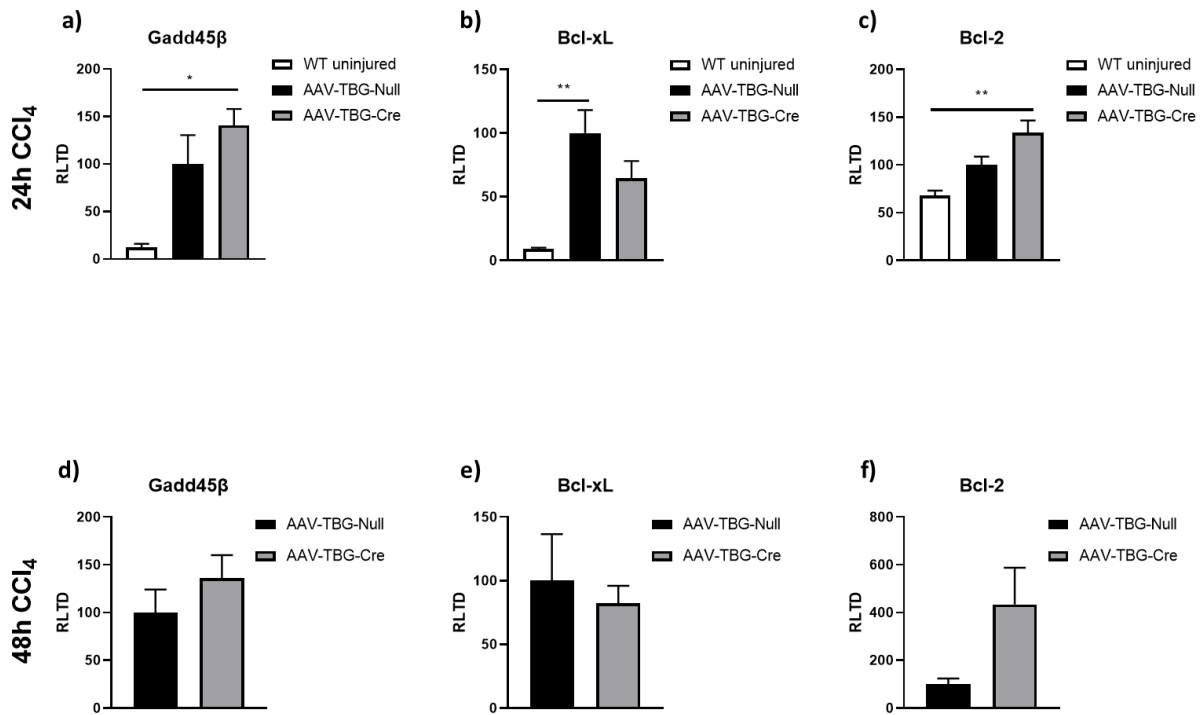 24h CCl4
a)
Gadd45β
RLTD
200
150
100
50
0
*
WT uninjured
AAV-TBG-Null
AAV-TBG-Cre
b)
Bcl-xL
RLTD
150
100
50
0
**
WT uninjured
AAV-TBG-Null
AAV-TBG-Cre
c)
Bcl-2
RLTD
200
150
100
50
0
**
WT uninjured
AAV-TBG-Null
AAV-TBG-Cre
48h CCl4
d)
Gadd45β
RLTD
200
150
100
50
0
AAV-TBG-Null
AAV-TBG-Cre
e)
Bcl-xL
RLTD
150
100
50
0
AAV-TBG-Null
AAV-TBG-Cre
f)
Bcl-2
RLTD
800
600
400
200
0
AAV-TBG-Null
AAV-TBG-Cre